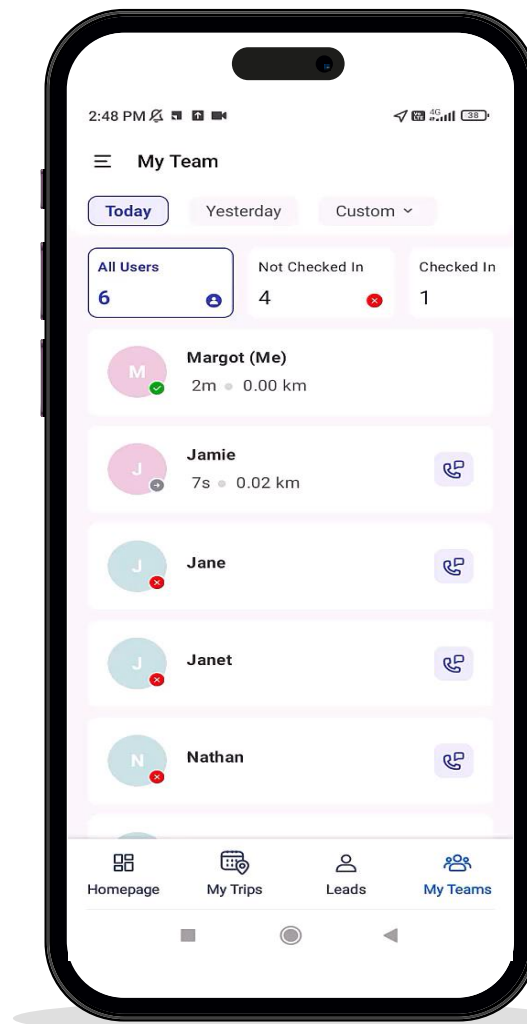 2:48 PM 4G 38
My Team
Today Yesterday Custom
All Users Not Checked In Checked In
6 4 1
M Margot (Me)
2m 0.00 km
J Jamie
7s 0.02 km
J Jane
J Janet
N Nathan
Homepage My Trips Leads My Teams